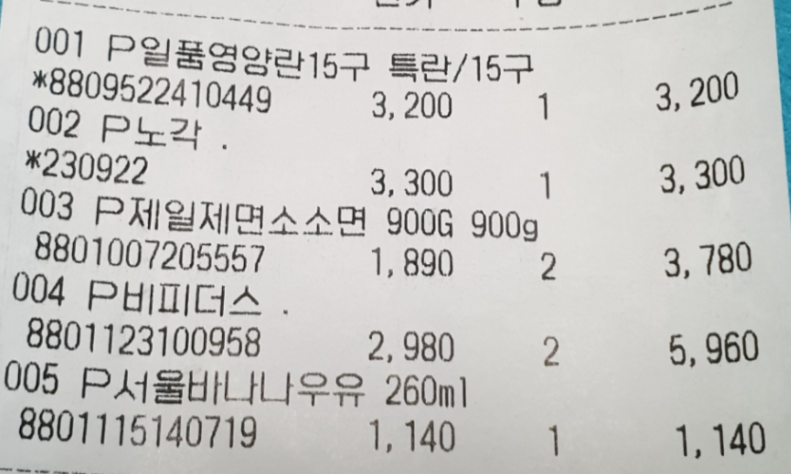 001 P일품영양란15구 특란/15구
*8809522410449 3,200 1 3,200
002 P노각 .
*230922 3,300 1 3,300
003 P제일제면소소면 900G 900g
8801007205557 1,890 2 3,780
004 P비피더스 .
8801123100958 2,980 2 5,960
005 P서울바나나우유 260ml
8801115140719 1,140 1 1,140